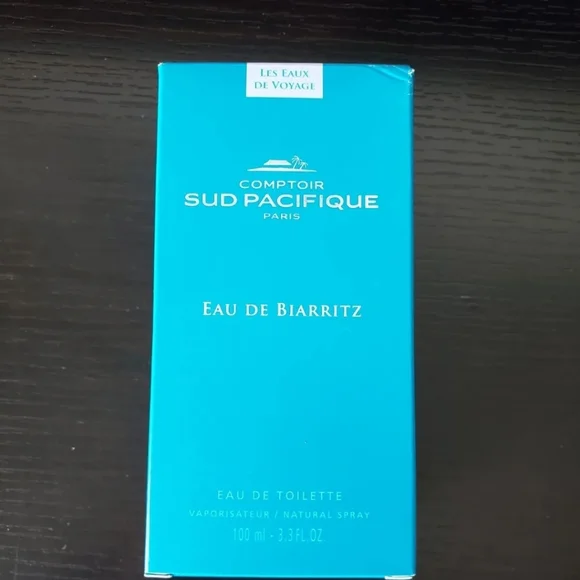 LES EAUX
DE VOYAGE
COMPTOIR
SUD PACIFIQUE
PARIS
EAU DE BIARRITZ
EAU DE TOILETTE
VAPORISATEUR / NATURAL SPRAY
100 ml - 3.3 FL.OZ.